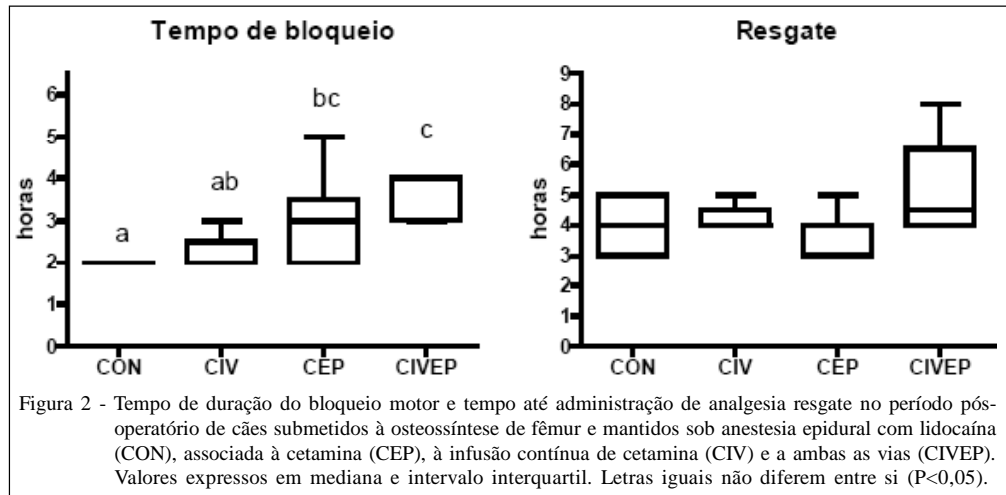 Tempo de bloqueio
Resgate
horas
6
5
4
3
2
1
0
a
ab
bc
c
CON CIV CEP CIVEP
horas
9
8
7
6
5
4
3
2
1
0
CON CIV CEP CIVEP
Figura 2 - Tempo de duração do bloqueio motor e tempo até administração de analgesia resgate no período pós-
operatório de cães submetidos à osteossíntese de fêmur e mantidos sob anestesia epidural com lidocaína
(CON), associada à cetamina (CEP), à infusão contínua de cetamina (CIV) e a ambas as vias (CIVEP).
Valores expressos em mediana e intervalo interquartil. Letras iguais não diferem entre si (P<0,05).